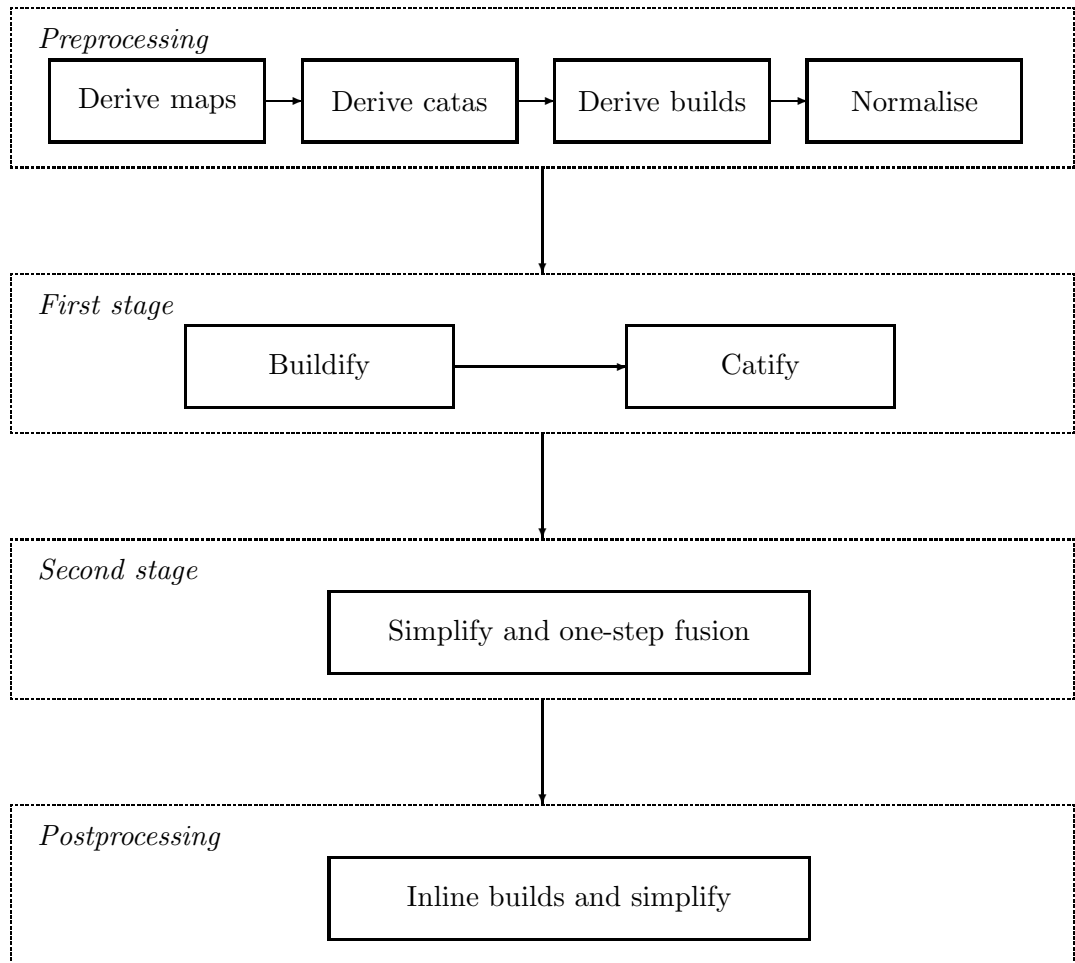 Preprocessing
Derive maps
Derive catas
Derive builds
Normalise
First stage
Buildify
Catify
Second stage
Simplify and one-step fusion
Postprocessing
Inline builds and simplify